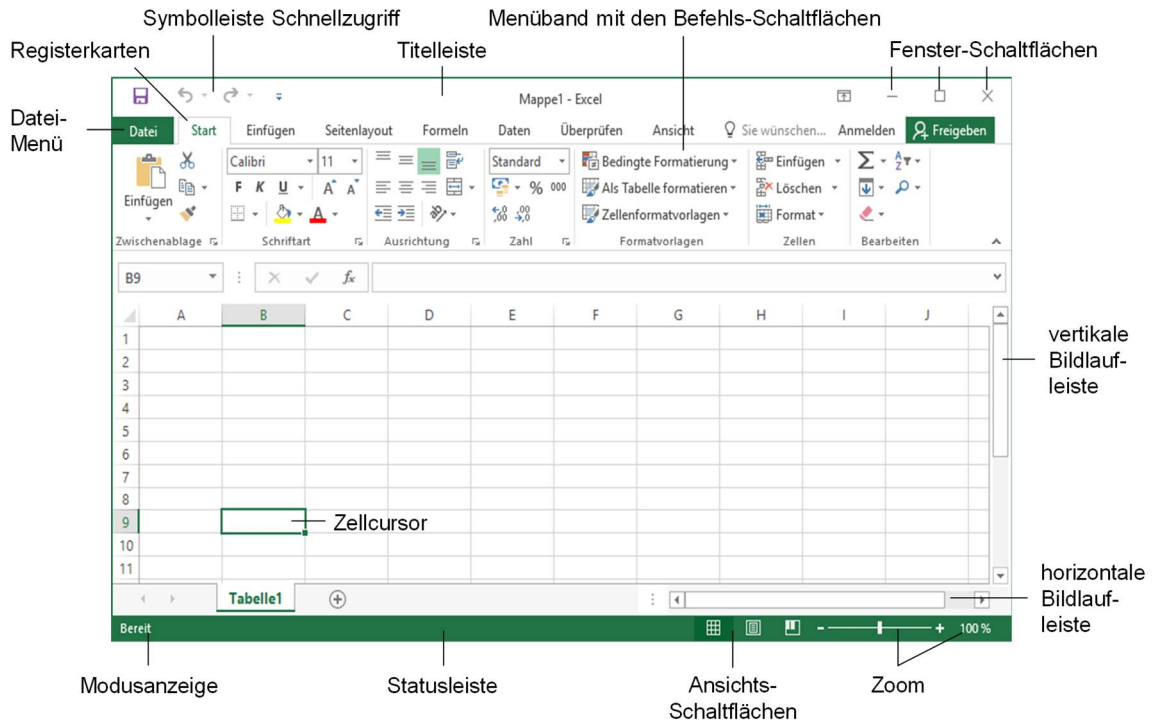 Symbolleiste Schnellzugriff
Menüband mit den Befehls-Schaltflächen
Registerkarten
Titelleiste
Fenster-Schaltflächen
Mappe1 - Excel
Datei-
Menü
Datei Start Einfügen Seitenlayout Formeln Daten Überprüfen Ansicht Sie wünschen... Anmelden Freigeben
Calibri 11 Standard Bedingte Formatierung Einfügen
Einfügen F K U A A % 000 Als Tabelle formatieren Löschen
A Zellenformatvorlagen Format
Zwischenablage Schriftart Ausrichtung Zahl Formatvorlagen Zellen Bearbeiten
B9 fx
A B C D E F G H I J
1
2
3
4
5
6
7
8
9
10
11
vertikale
Bildlauf-
leiste
Zellcursor
horizontale
Bildlauf-
leiste
Tabelle1
Bereit 100 %
Modusanzeige
Statusleiste
Ansichts-
Schaltflächen
Zoom